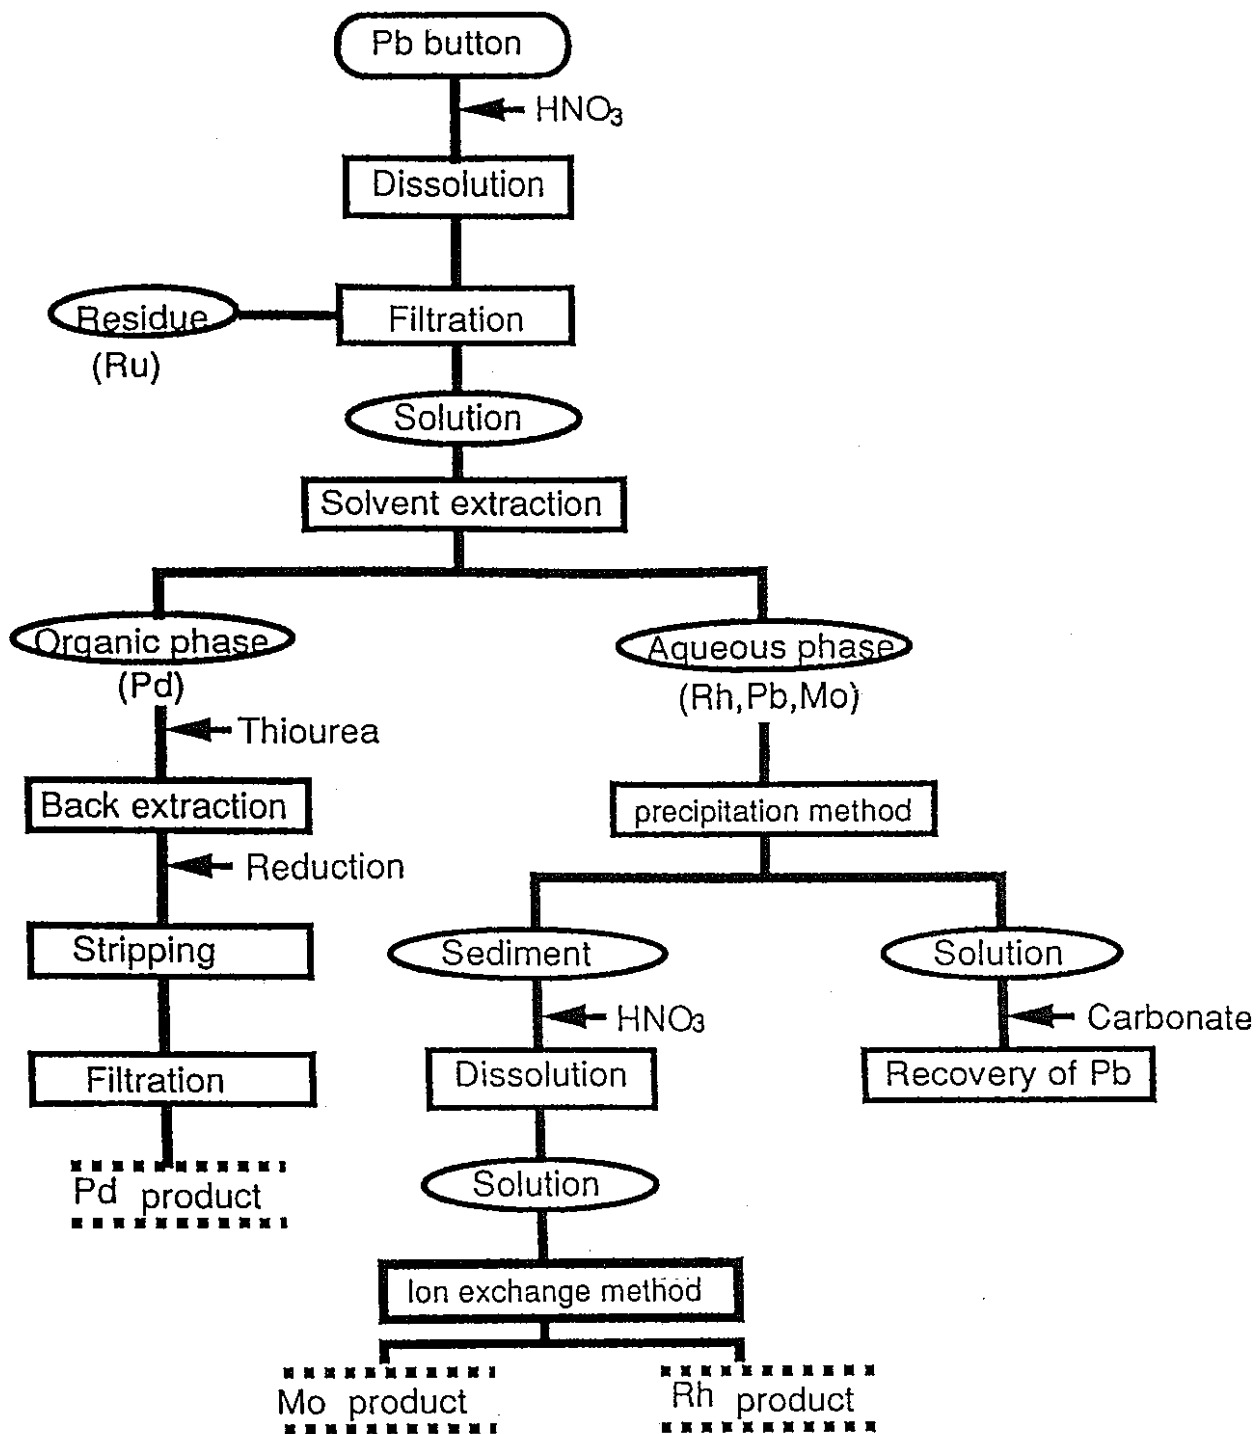 Pb button
HNO₃
Dissolution
Residue
(Ru)
Filtration
Solution
Solvent extraction
Organic phase
(Pd)
Aqueous phase
(Rh,Pb,Mo)
Thiourea
Back extraction
precipitation method
Reduction
Stripping
Sediment
Solution
HNO₃
Carbonate
Filtration
Dissolution
Recovery of Pb
Pd product
Solution
Ion exchange method
Mo product
Rh product